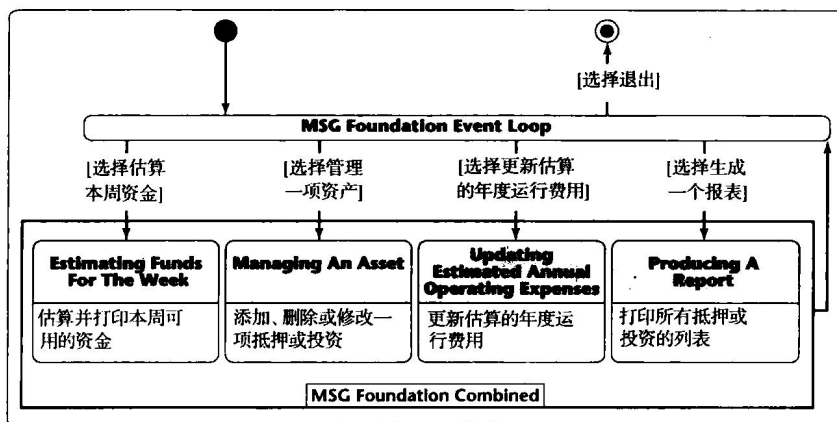 [选择退出]
MSG Foundation Event Loop
[选择估算
本周资金]
[选择管理
一项资产]
[选择更新估算
的年度运行费用]
[选择生成
一个报表]
Estimating Funds
For The Week
估算并打印本周可
用的资金
Managing An Asset
添加、删除或修改一
项抵押或投资
Updating
Estimated Annual
Operating Expenses
更新估算的年度运
行费用
Producing A
Report
打印所有抵押或
投资的列表
MSG Foundation Combined